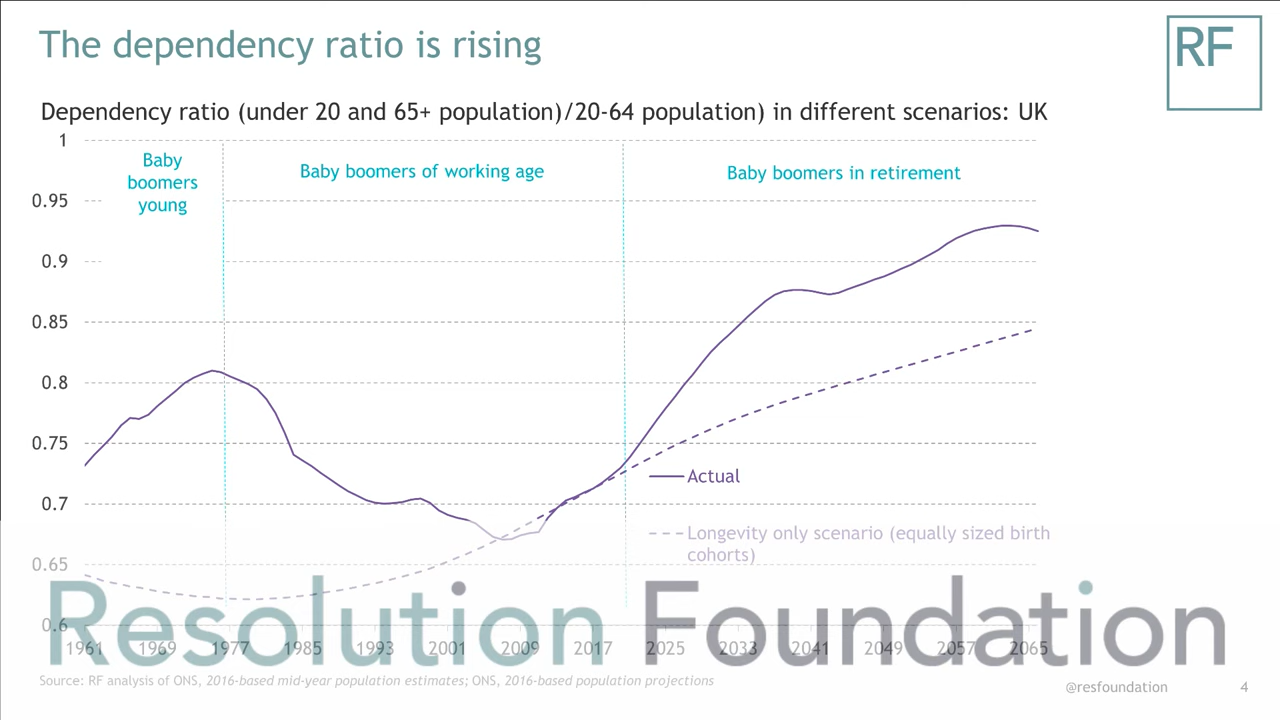 The dependency ratio is rising
RF
Dependency ratio (under 20 and 65+ population)/20-64 population) in different scenarios: UK
1
0.95
0.9
0.85
0.8
0.75
0.7
0.65
0.6
Baby
boomers
young
Baby boomers of working age
Baby boomers in retirement
Actual
Longevity only scenario (equally sized birth
cohorts)
Resolution Foundation
1961 1969 1977 1985 1993 2001 2009 2017 2025 2033 2041 2049 2057 2065
Source: RF analysis of ONS, 2016-based mid-year population estimates; ONS, 2016-based population projections
@resfoundation
4